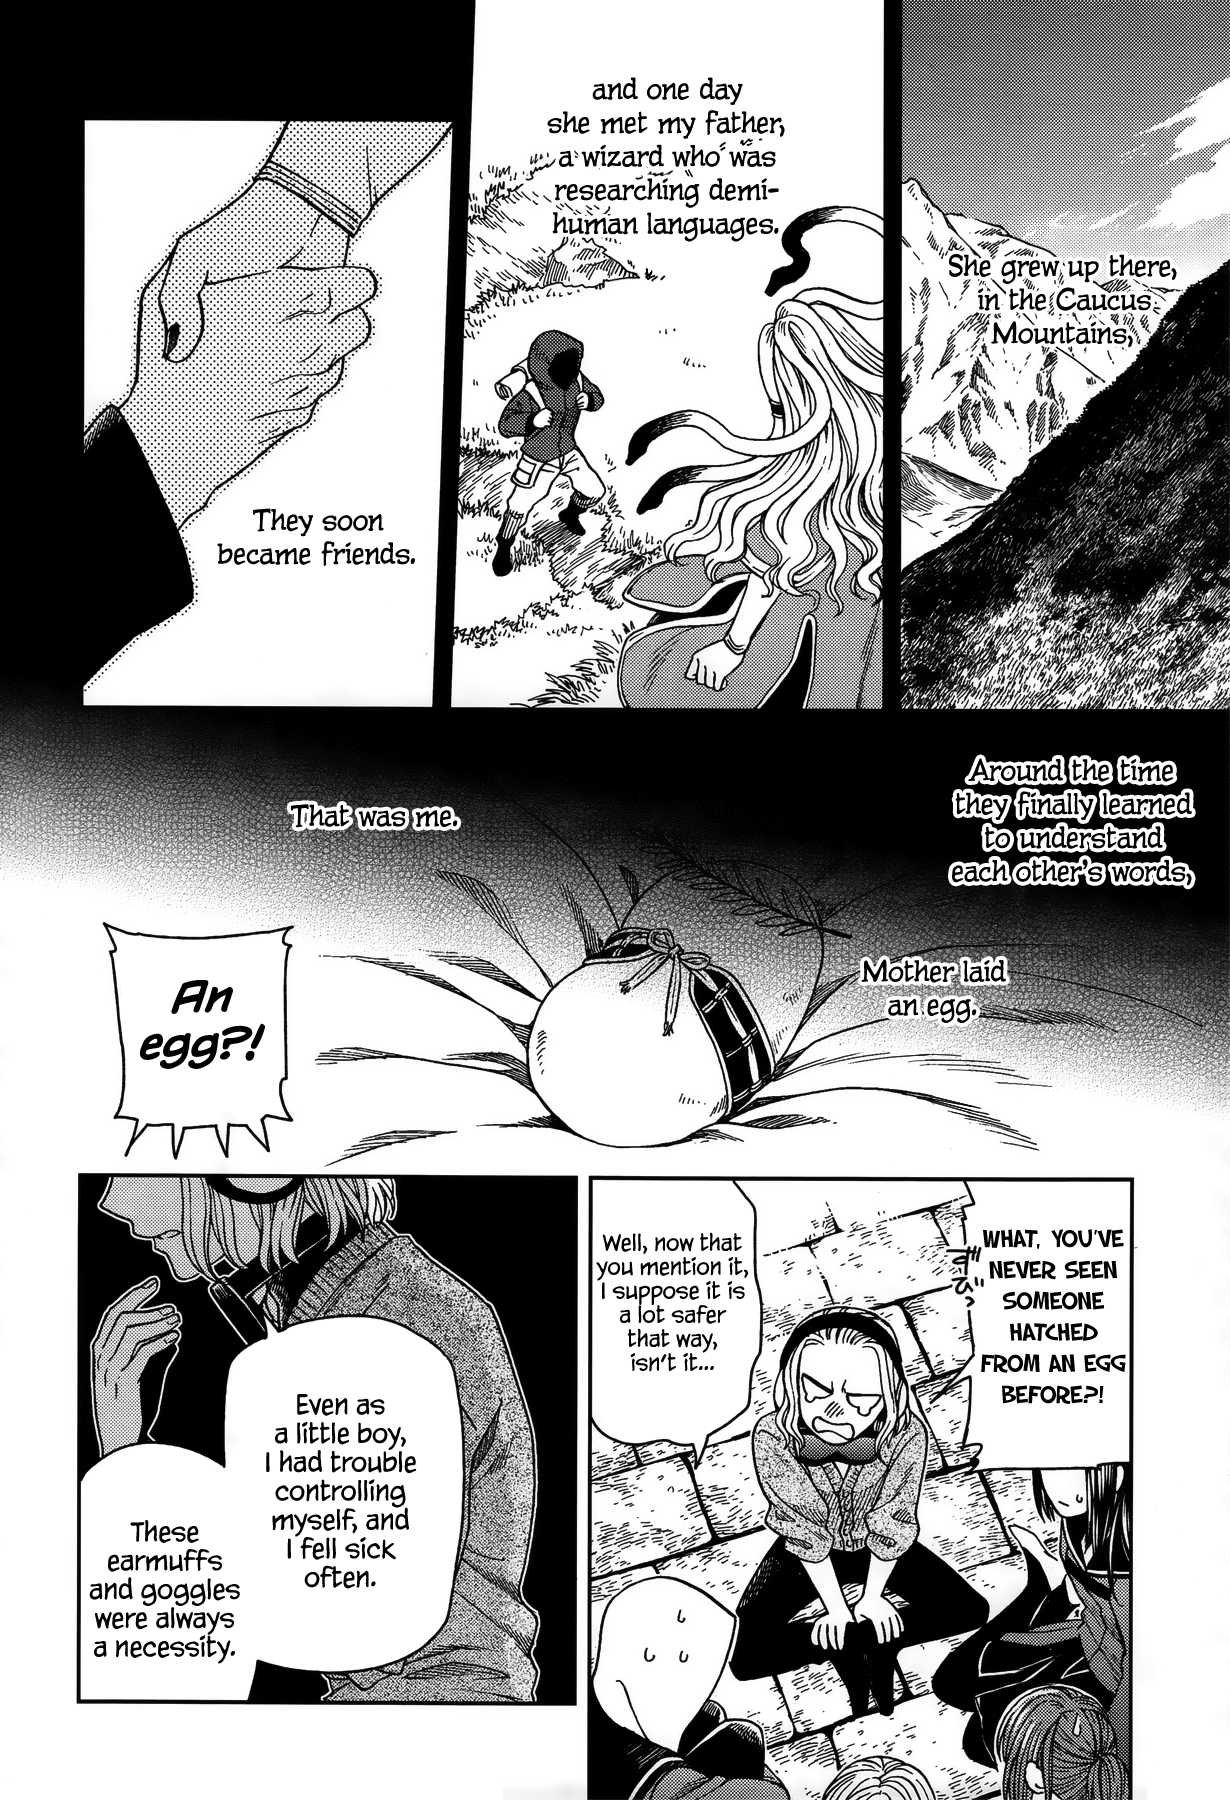 She grew up there,
in the Caucus
Mountains,
and one day
she met my father,
a wizard who was
researching demi-
human languages.
They soon
became friends.
Around the time
they finally learned
to understand
each other's words,
Mother laid
an egg.
That was me.
An
egg?!
WHAT, YOU'VE
NEVER SEEN
SOMEONE
HATCHED
FROM AN EGG
BEFORE?!
Well, now that
you mention it,
I suppose it is
a lot safer
that way,
isn't it...
Even as
a little boy,
I had trouble
controlling
myself, and
I fell sick
often.
These
earmuffs
and goggles
were always
a necessity.